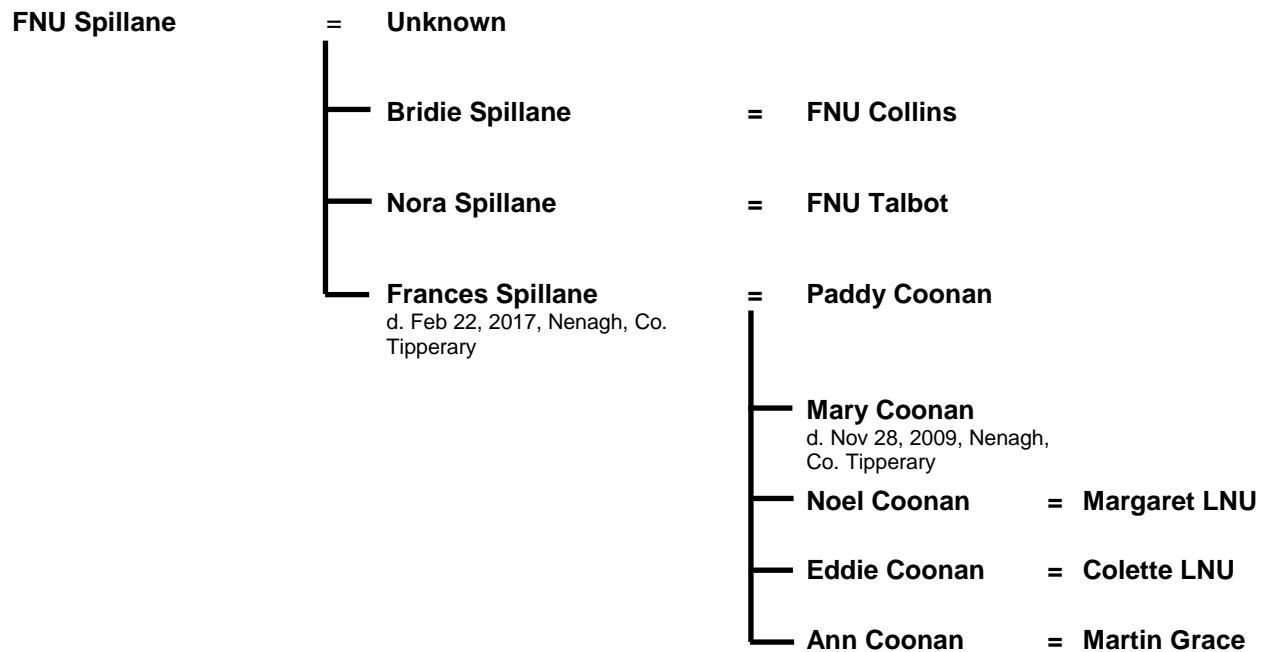 FNU Spillane = Unknown
Bridie Spillane = FNU Collins
Nora Spillane = FNU Talbot
Frances Spillane = Paddy Coonan
d. Feb 22, 2017, Nenagh, Co.
Tipperary
Mary Coonan
d. Nov 28, 2009, Nenagh,
Co. Tipperary
Noel Coonan = Margaret LNU
Eddie Coonan = Colette LNU
Ann Coonan = Martin Grace